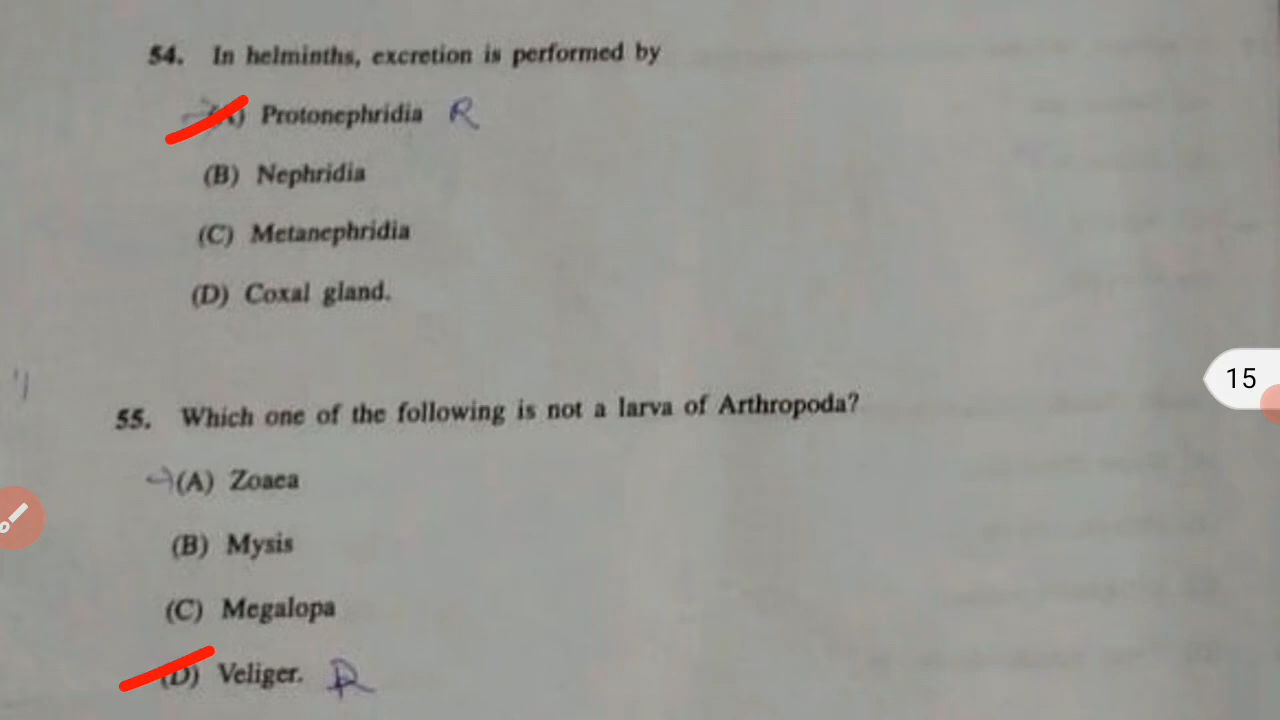 54. In helminths, excretion is performed by
(A) Protonephridia R
(B) Nephridia
(C) Metanephridia
(D) Coxal gland.
15
55. Which one of the following is not a larva of Arthropoda?
(A) Zoaea
(B) Mysis
(C) Megalopa
(D) Veliger. R